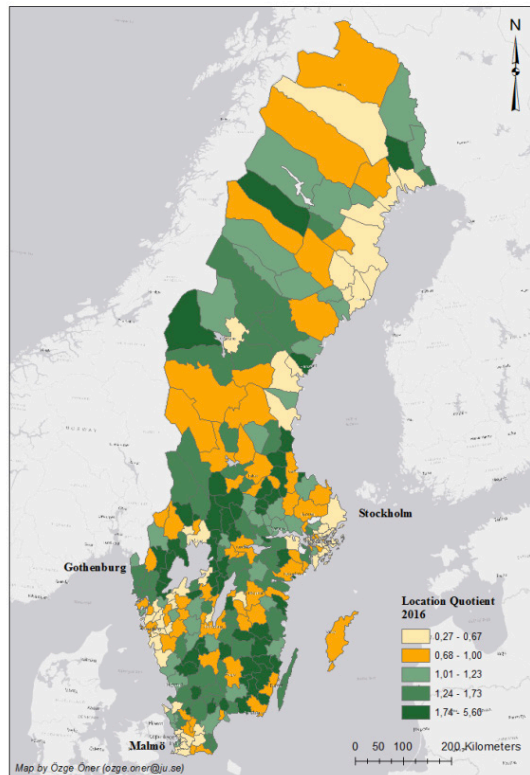 N
Stockholm
Gothenburg
Location Quotient
2016
0,27 - 0,67
0,68 - 1,00
1,01 - 1,23
1,24 - 1,73
1,74 - 5,60
Malmö
0 50 100 200 Kilometers
Map by Özge Öner (ozge.oner@ju.se)